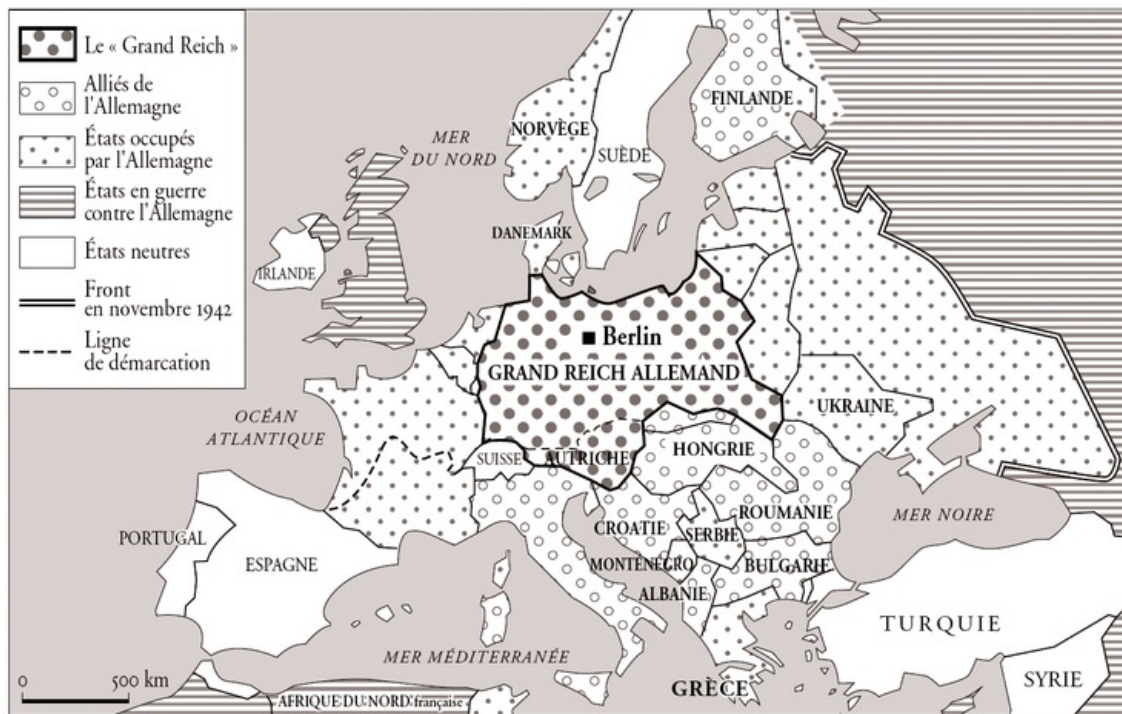 Le « Grand Reich »
Alliés de
l'Allemagne
États occupés
par l'Allemagne
États en guerre
contre l'Allemagne
États neutres
Front
en novembre 1942
Ligne
de démarcation
MER
DU NORD
NORVÈGE
SUÈDE
FINLANDE
DANEMARK
IRLANDE
Berlin
GRAND REICH ALLEMAND
OCÉAN
ATLANTIQUE
UKRAINE
SUISSE
AUTRICHE
HONGRIE
PORTUGAL
ESPAGNE
CROATIE
SERBIE
ROUMANIE
MER NOIRE
MONTÉNÉGRO
BULGARIE
ALBANIE
TURQUIE
MER MÉDITERRANÉE
GRÈCE
SYRIE
0 500 km
AFRIQUE DU NORD française